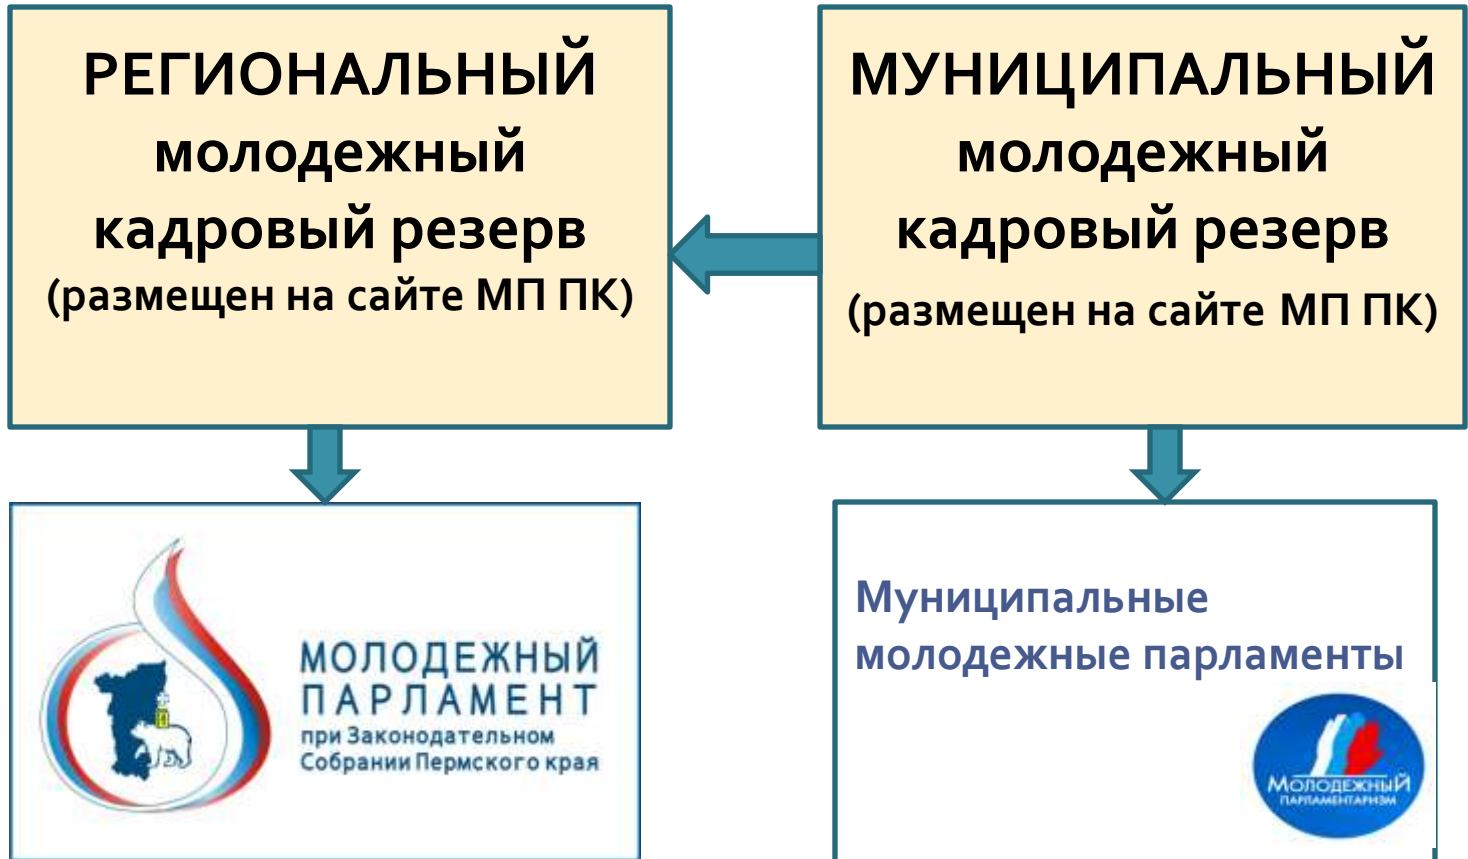 РЕГИОНАЛЬНЫЙ
молодежный
кадровый резерв
(размещен на сайте МП ПК)
МУНИЦИПАЛЬНЫЙ
молодежный
кадровый резерв
(размещен на сайте МП ПК)
МОЛОДЕЖНЫЙ
ПАРЛАМЕНТ
при Законодательном
Собрании Пермского края
Муниципальные
молодежные парламенты
МОЛОДЕЖНЫЙ
ПАРЛАМЕНТАРИЗМ